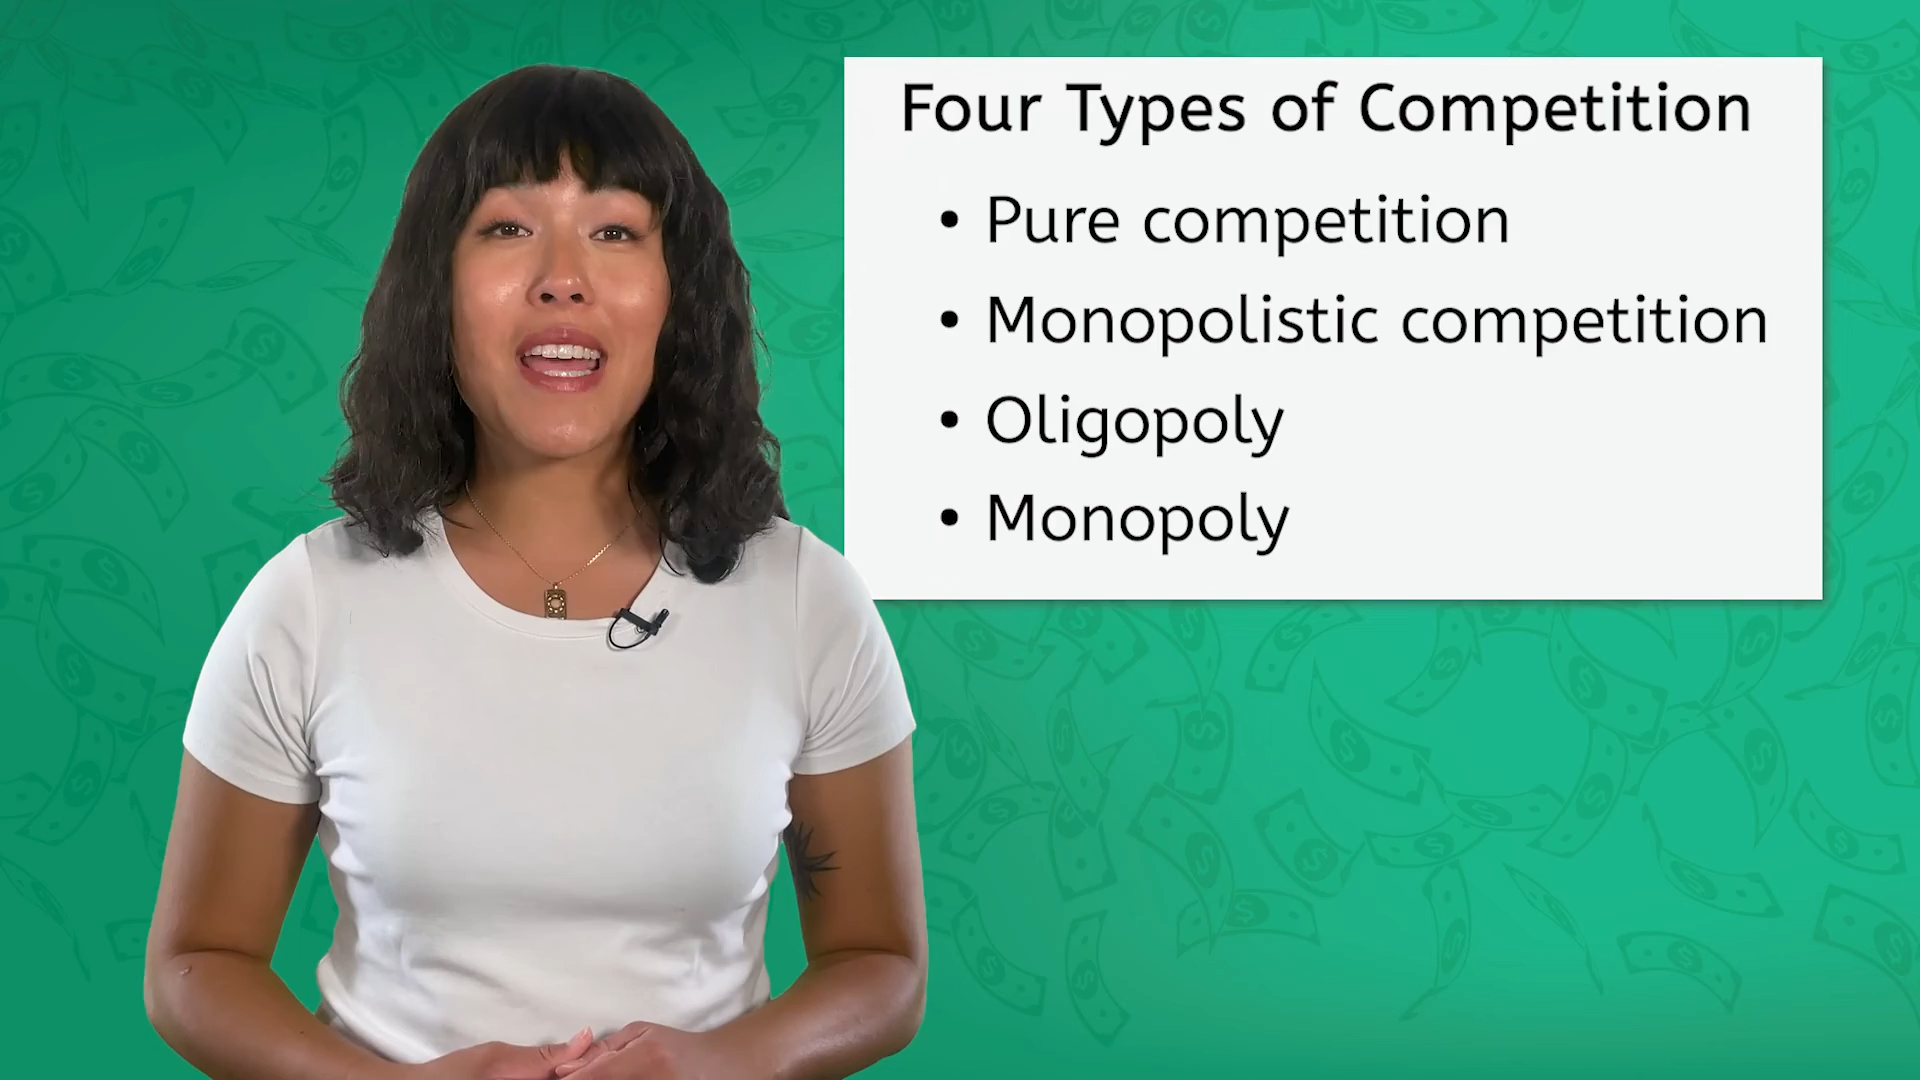 Four Types of Competition
• Pure competition
• Monopolistic competition
• Oligopoly
• Monopoly